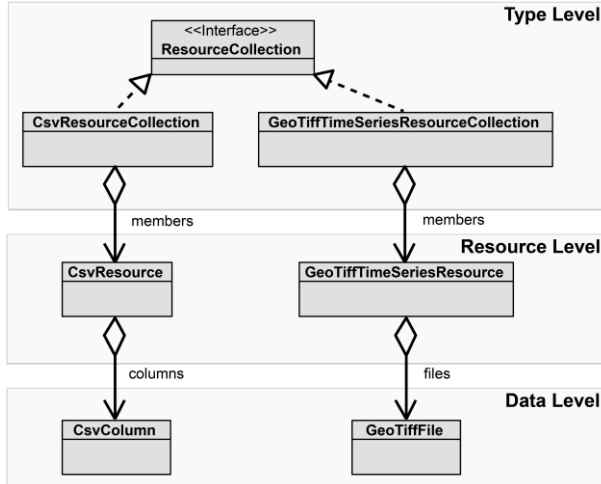 Type Level
<<Interface>>
ResourceCollection
CsvResourceCollection
GeoTiffTimeSeriesResourceCollection
members
members
Resource Level
CsvResource
GeoTiffTimeSeriesResource
columns
files
Data Level
CsvColumn
GeoTiffFile